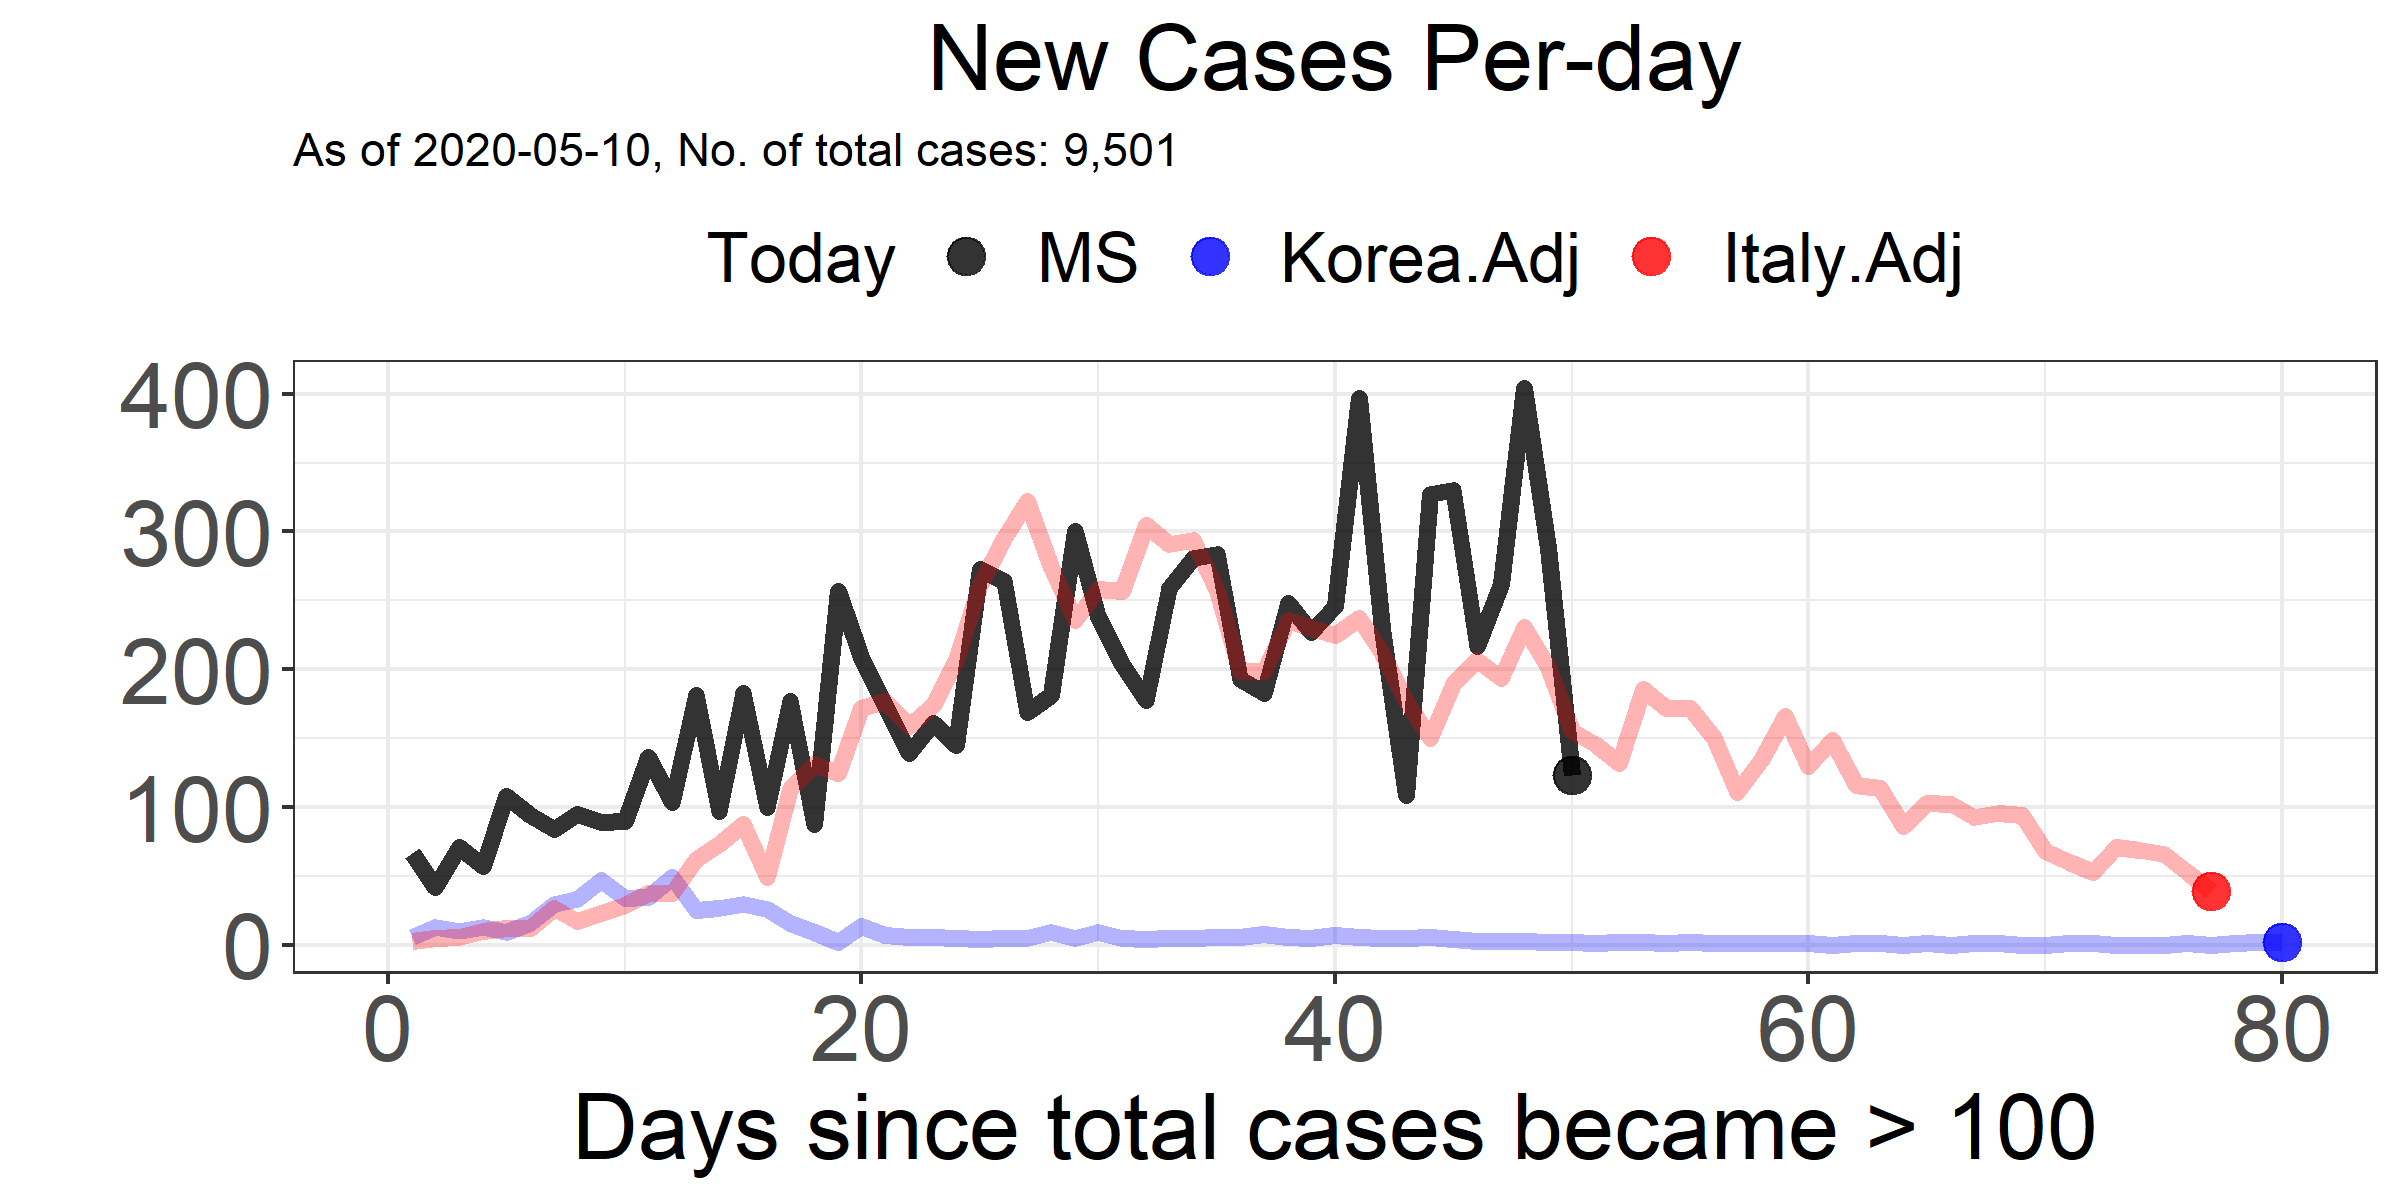 New Cases Per-day
As of 2020-05-10, No. of total cases: 9,501
Today MS Korea.Adj Italy.Adj
400
300
200
100
0
0 20 40 60 80
Days since total cases became > 100